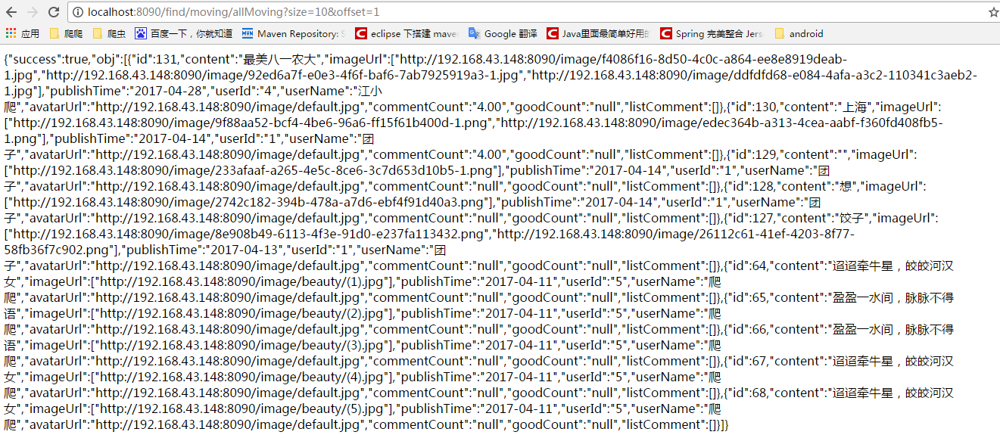 localhost:8090/find/moving/allMoving?size=10&offset=1
应用 爬爬 爬虫 百度一下，你就知道 Maven Repository: S eclipse 下搭建 mave Google 翻译 Java里面最简单好用的 Spring 完美整合 Jers android
{"success":true,"obj":[{"id":131,"content":"最美八一农大","imageUrl":["http://192.168.43.148:8090/image/f4086f16-8d50-4c0c-a864-ee8e8919deab-
1.jpg","http://192.168.43.148:8090/image/92ed6a7f-e0e3-4f6f-baf6-7ab7925919a3-1.jpg","http://192.168.43.148:8090/image/ddfdfd68-e084-4afa-a3c2-110341c3aeb2-
1.jpg"],"publishTime":"2017-04-28","userId":"4","userName":"江小
爬","avatarUrl":"http://192.168.43.148:8090/image/default.jpg","commentCount":"4.00","goodCount":"null","listComment":[]},{"id":130,"content":"上海","imageUrl":
["http://192.168.43.148:8090/image/9f88aa52-bcf4-4be6-96a6-ff15f61b400d-1.png","http://192.168.43.148:8090/image/edec364b-a313-4cea-aabf-f360fd408fb5-
1.png"],"publishTime":"2017-04-14","userId":"1","userName":"团
子","avatarUrl":"http://192.168.43.148:8090/image/default.jpg","commentCount":"4.00","goodCount":"null","listComment":[]},{"id":129,"content":"","imageUrl":
["http://192.168.43.148:8090/image/233afaaf-a265-4e5c-8ce6-3c7d653d10b5-1.png"],"publishTime":"2017-04-14","userId":"1","userName":"团
子","avatarUrl":"http://192.168.43.148:8090/image/default.jpg","commentCount":"null","goodCount":"null","listComment":[]},{"id":128,"content":"想","imageUrl":
["http://192.168.43.148:8090/image/2742c182-394b-478a-a7d6-ebf4f91d40a3.png"],"publishTime":"2017-04-14","userId":"1","userName":"团
子","avatarUrl":"http://192.168.43.148:8090/image/default.jpg","commentCount":"null","goodCount":"null","listComment":[]},{"id":127,"content":"饺子","imageUrl":
["http://192.168.43.148:8090/image/8e908b49-6113-4f3e-91d0-e237fa113432.png","http://192.168.43.148:8090/image/26112c61-41ef-4203-8f77-
58fb36f7c902.png"],"publishTime":"2017-04-13","userId":"1","userName":"团
子","avatarUrl":"http://192.168.43.148:8090/image/default.jpg","commentCount":"null","goodCount":"null","listComment":[]},{"id":64,"content":"迢迢牵牛星，皎皎河汉
女","imageUrl":["http://192.168.43.148:8090/image/beauty/(1).jpg"],"publishTime":"2017-04-11","userId":"5","userName":"爬
爬","avatarUrl":"http://192.168.43.148:8090/image/default.jpg","commentCount":"null","goodCount":"null","listComment":[]},{"id":65,"content":"盈盈一水间，脉脉不得
语","imageUrl":["http://192.168.43.148:8090/image/beauty/(2).jpg"],"publishTime":"2017-04-11","userId":"5","userName":"爬
爬","avatarUrl":"http://192.168.43.148:8090/image/default.jpg","commentCount":"null","goodCount":"null","listComment":[]},{"id":66,"content":"盈盈一水间，脉脉不得
语","imageUrl":["http://192.168.43.148:8090/image/beauty/(3).jpg"],"publishTime":"2017-04-11","userId":"5","userName":"爬
爬","avatarUrl":"http://192.168.43.148:8090/image/default.jpg","commentCount":"null","goodCount":"null","listComment":[]},{"id":67,"content":"迢迢牵牛星，皎皎河汉
女","imageUrl":["http://192.168.43.148:8090/image/beauty/(4).jpg"],"publishTime":"2017-04-11","userId":"5","userName":"爬
爬","avatarUrl":"http://192.168.43.148:8090/image/default.jpg","commentCount":"null","goodCount":"null","listComment":[]},{"id":68,"content":"迢迢牵牛星，皎皎河汉
女","imageUrl":["http://192.168.43.148:8090/image/beauty/(5).jpg"],"publishTime":"2017-04-11","userId":"5","userName":"爬
爬","avatarUrl":"http://192.168.43.148:8090/image/default.jpg","commentCount":"null","goodCount":"null","listComment":[]}]}